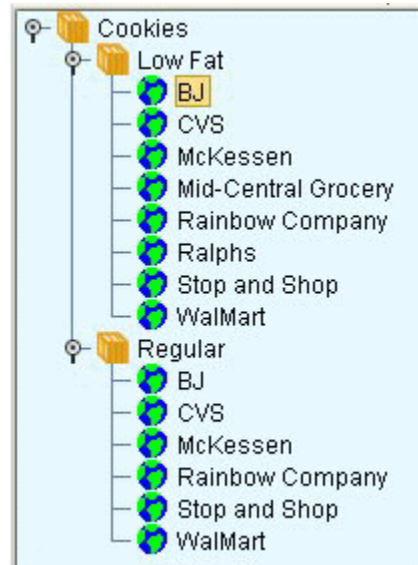 Cookies
Low Fat
BJ
CVS
McKessen
Mid-Central Grocery
Rainbow Company
Ralphs
Stop and Shop
WalMart
Regular
BJ
CVS
McKessen
Rainbow Company
Stop and Shop
WalMart